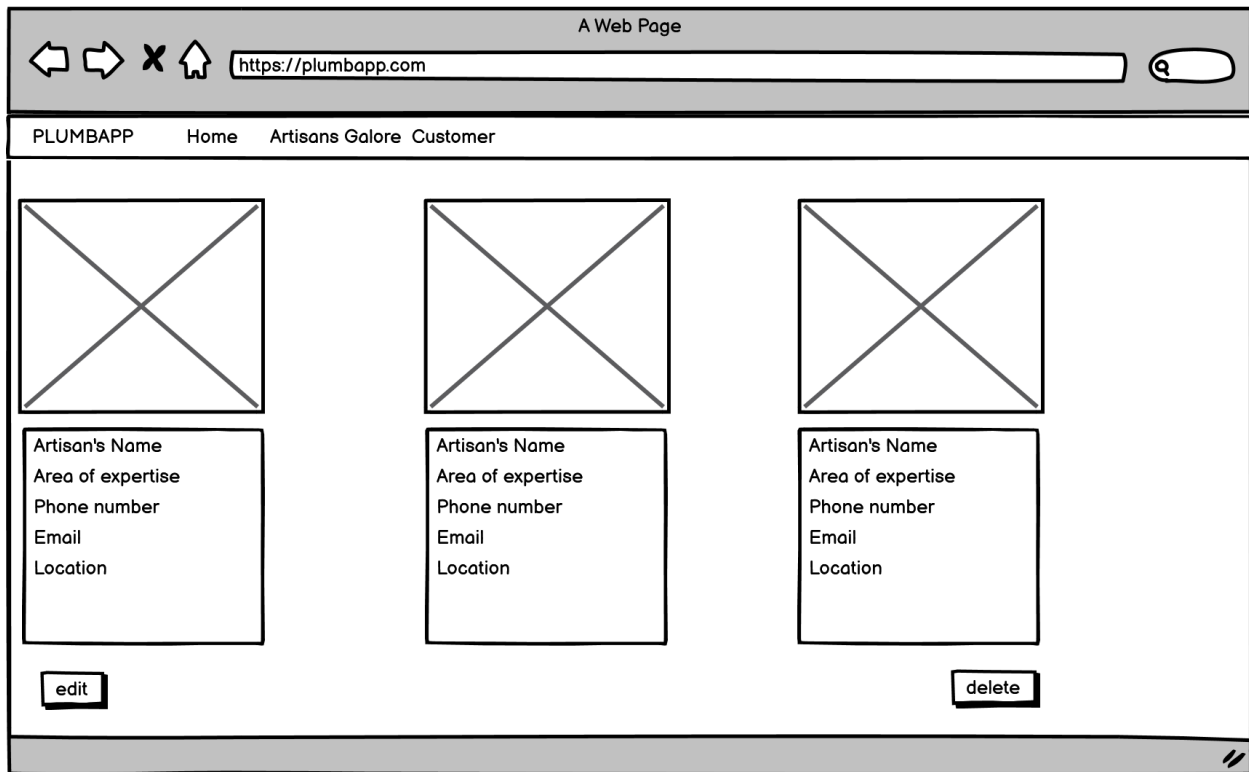 A Web Page
https://plumbapp.com
PLUMBAPP Home Artisans Galore Customer
Artisan's Name Artisan's Name Artisan's Name
Area of expertise Area of expertise Area of expertise
Phone number Phone number Phone number
Email Email Email
Location Location Location
edit delete